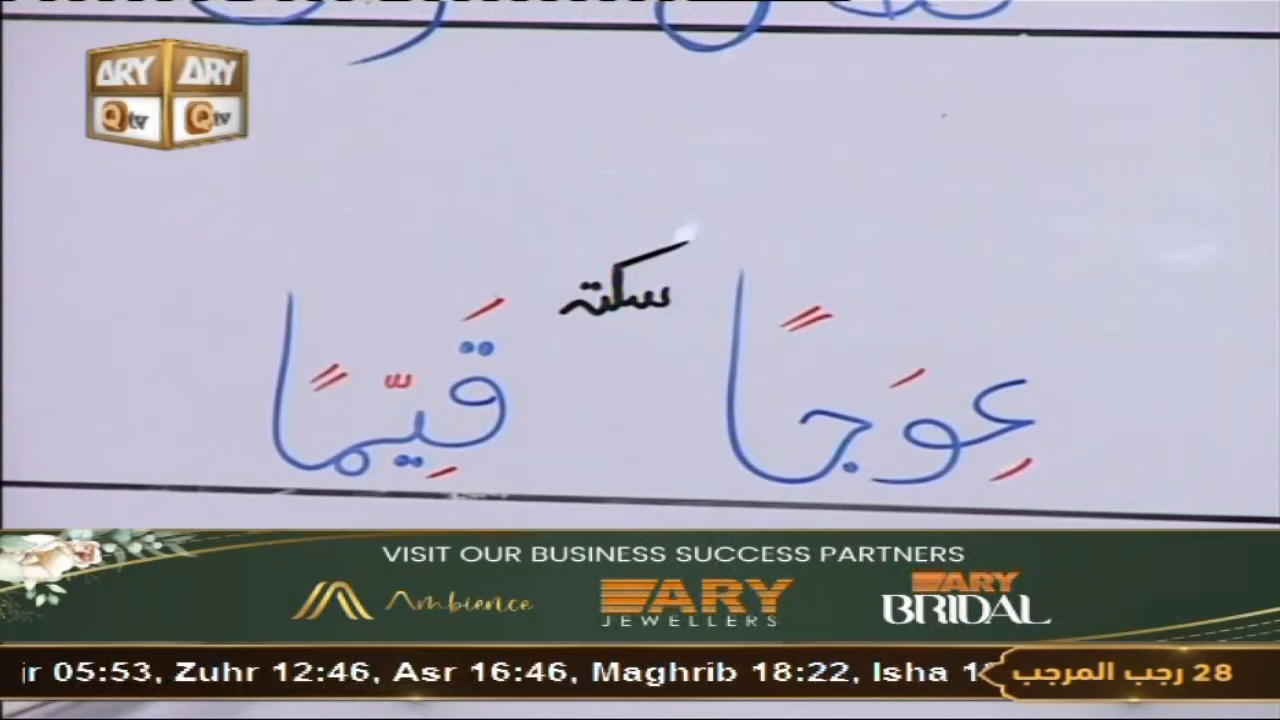 ARY ARY
Qtv Qtv
سكتہ
عِوَجًا قَيِّمًا
VISIT OUR BUSINESS SUCCESS PARTNERS
Ambience ARY JEWELLERS ARY BRIDAL
05:53, Zuhr 12:46, Asr 16:46, Maghrib 18:22, Isha 28 رجب المرجب